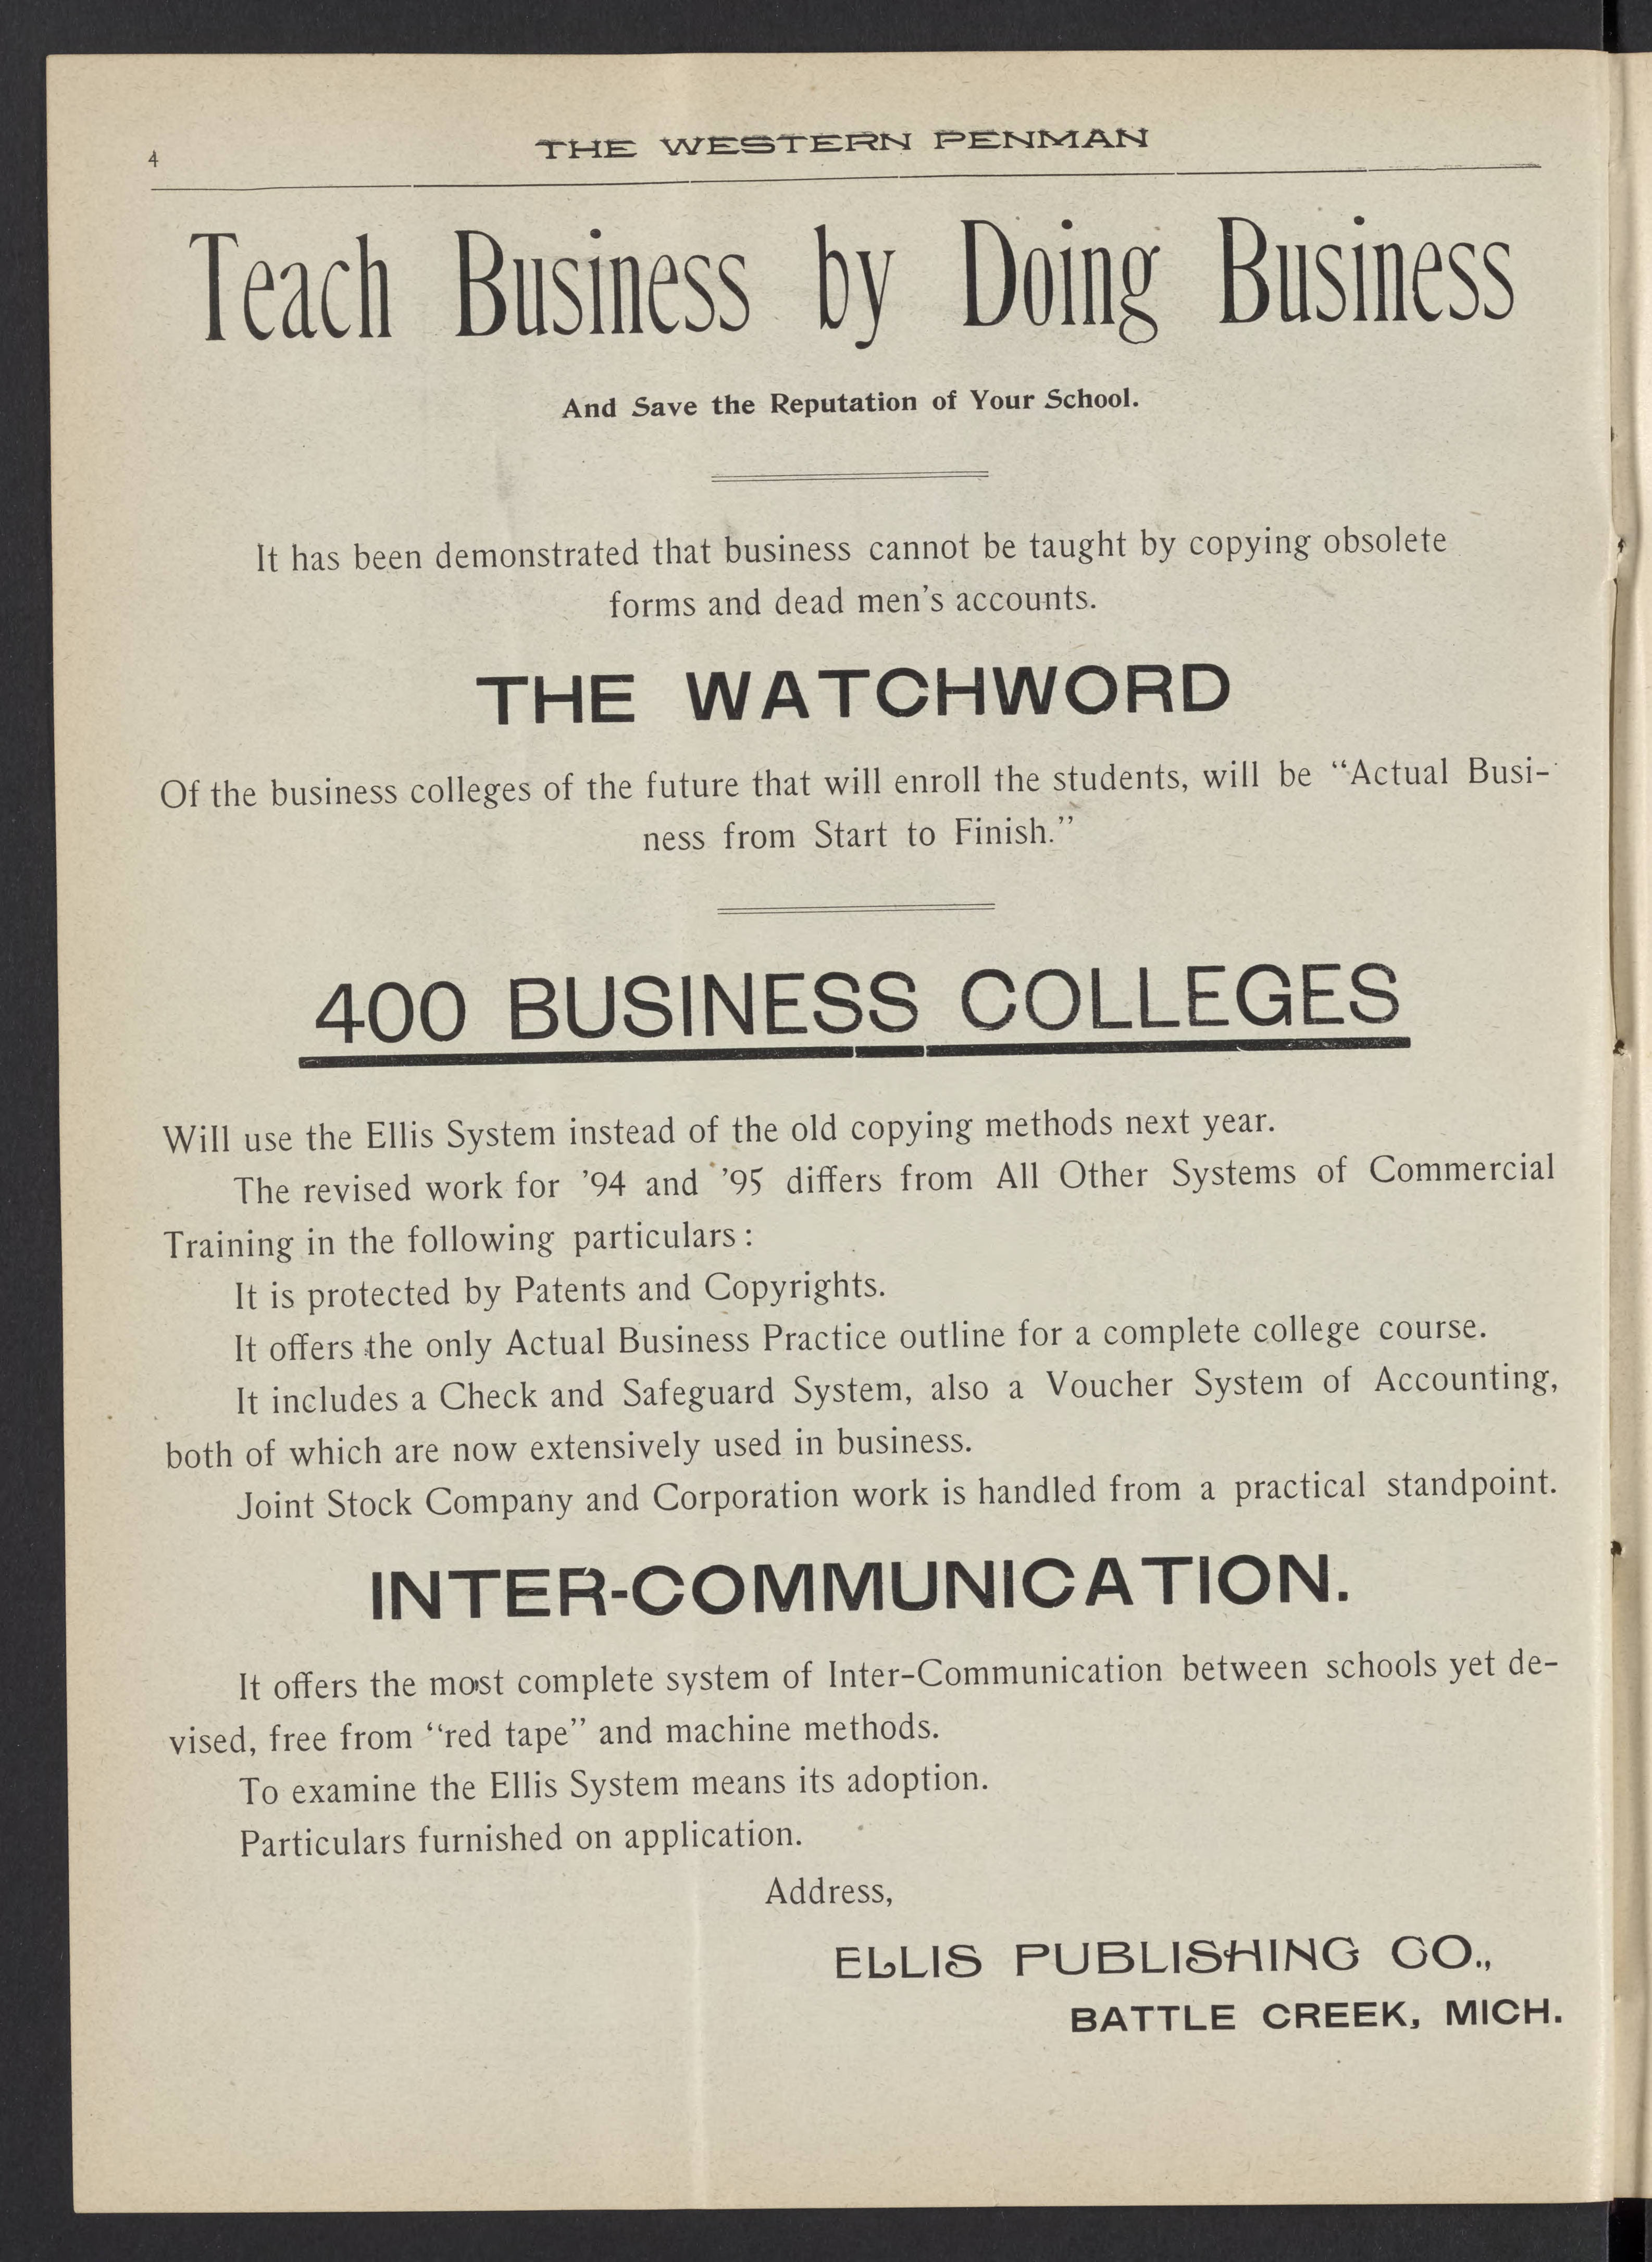 4
THE WESTERN PENMAN
Teach Business by Doing Business
And Save the Reputation of Your School.
It has been demonstrated that business cannot be taught by copying obsolete
forms and dead men's accounts.
THE WATCHWORD
Of the business colleges of the future that will enroll the students, will be "Actual Busi-
ness from Start to Finish."
400 BUSINESS COLLEGES
Will use the Ellis System instead of the old copying methods next year.
The revised work for '94 and '95 differs from All Other Systems of Commercial
Training in the following particulars:
It is protected by Patents and Copyrights.
It offers the only Actual Business Practice outline for a complete college course.
It includes a Check and Safeguard System, also a Voucher System of Accounting,
both of which are now extensively used in business.
Joint Stock Company and Corporation work is handled from a practical standpoint.
INTER-COMMUNICATION.
It offers the most complete system of Inter-Communication between schools yet de-
vised, free from "red tape" and machine methods.
To examine the Ellis System means its adoption.
Particulars furnished on application.
Address,
ELLIS PUBLISHING CO.,
BATTLE CREEK, MICH.